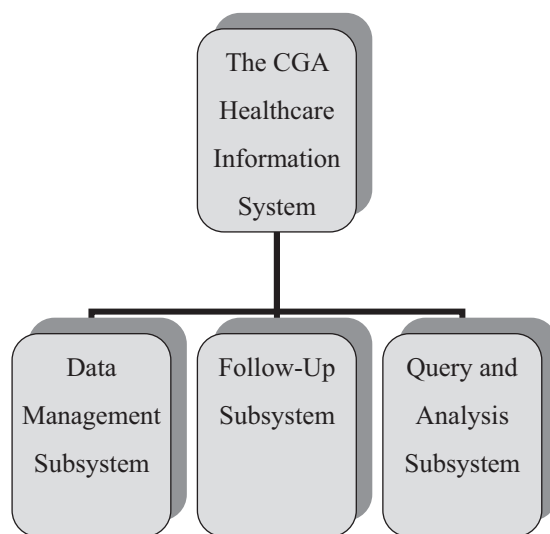 The CGA
Healthcare
Information
System
Data
Management
Subsystem
Follow-Up
Subsystem
Query and
Analysis
Subsystem